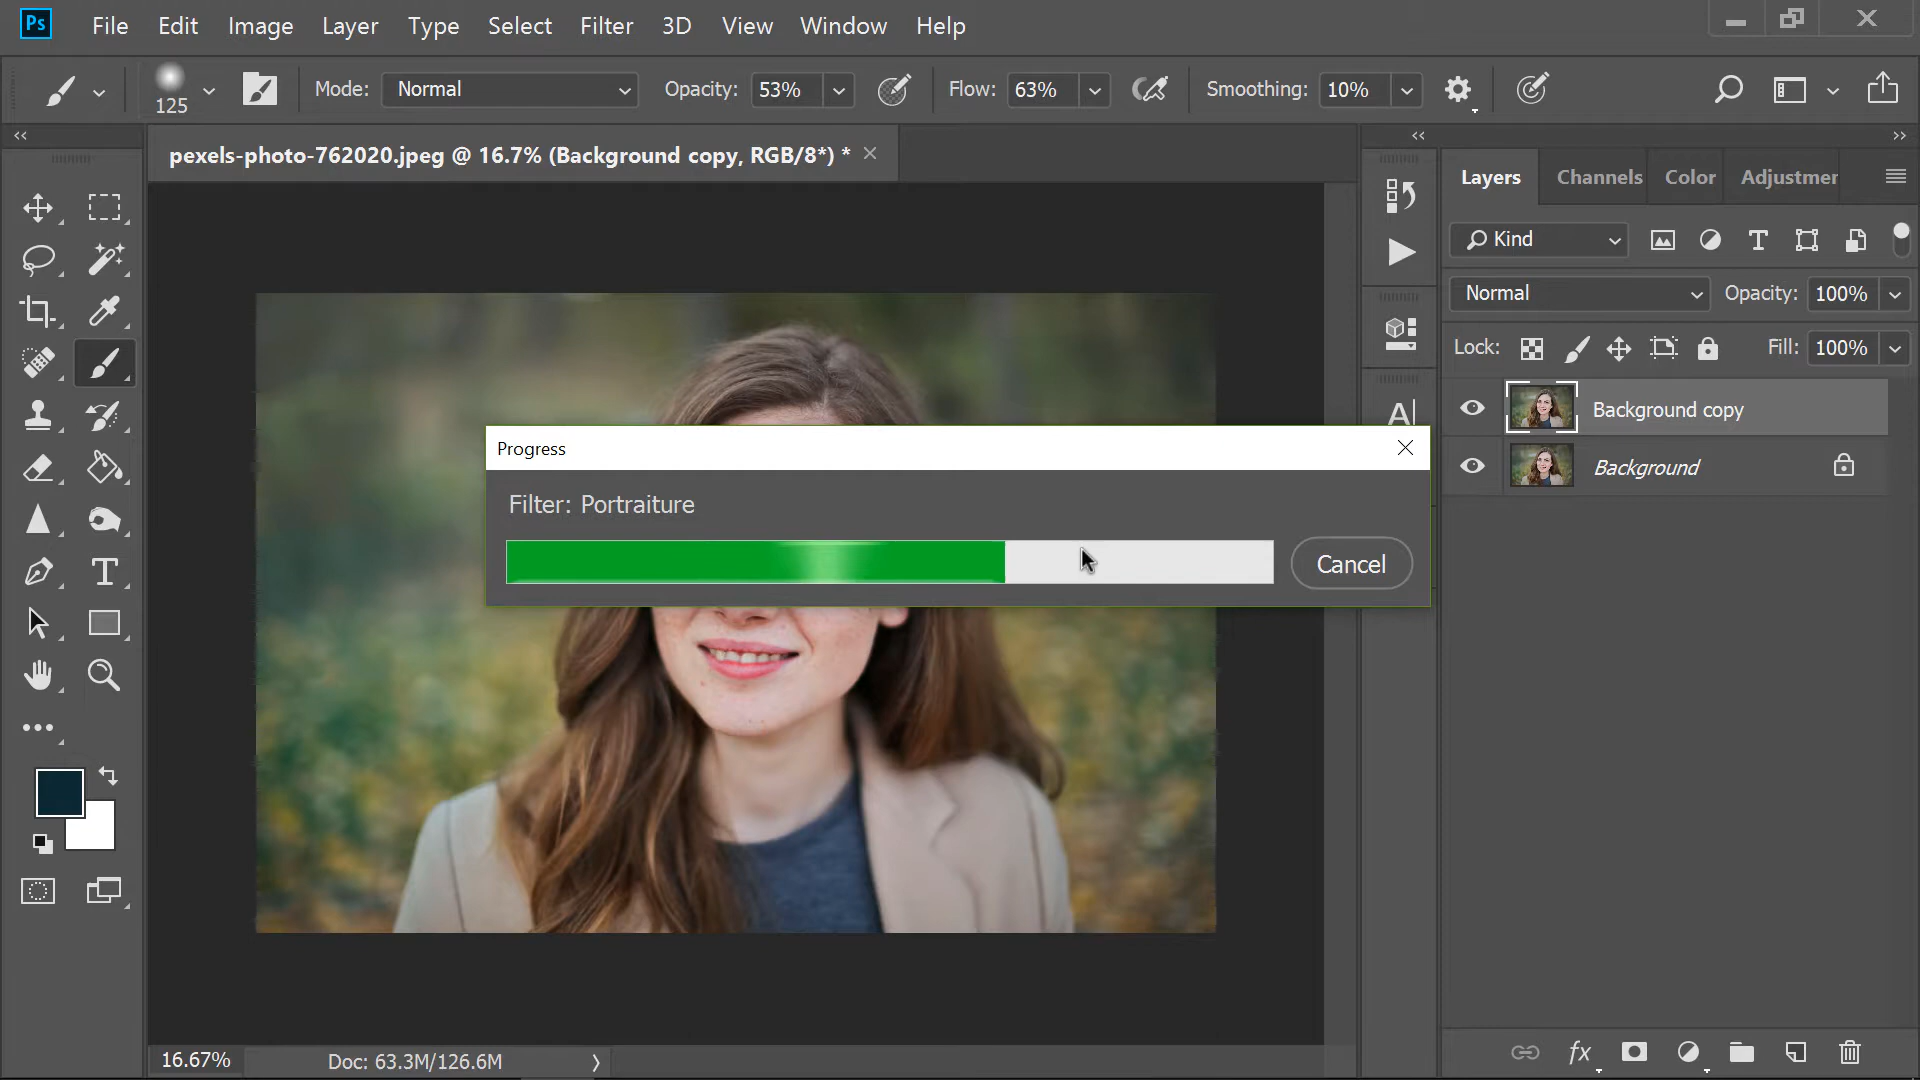 Ps File Edit Image Layer Type Select Filter 3D View Window Help
125 Mode: Normal Opacity: 53% Flow: 63% Smoothing: 10%
pexels-photo-762020.jpeg @ 16.7% (Background copy, RGB/8*) *
Layers Channels Color Adjustmer
Kind
Normal Opacity: 100%
Lock: Fill: 100%
Background copy
Background
Progress
Filter: Portraiture
Cancel
16.67% Doc: 63.3M/126.6M
fx